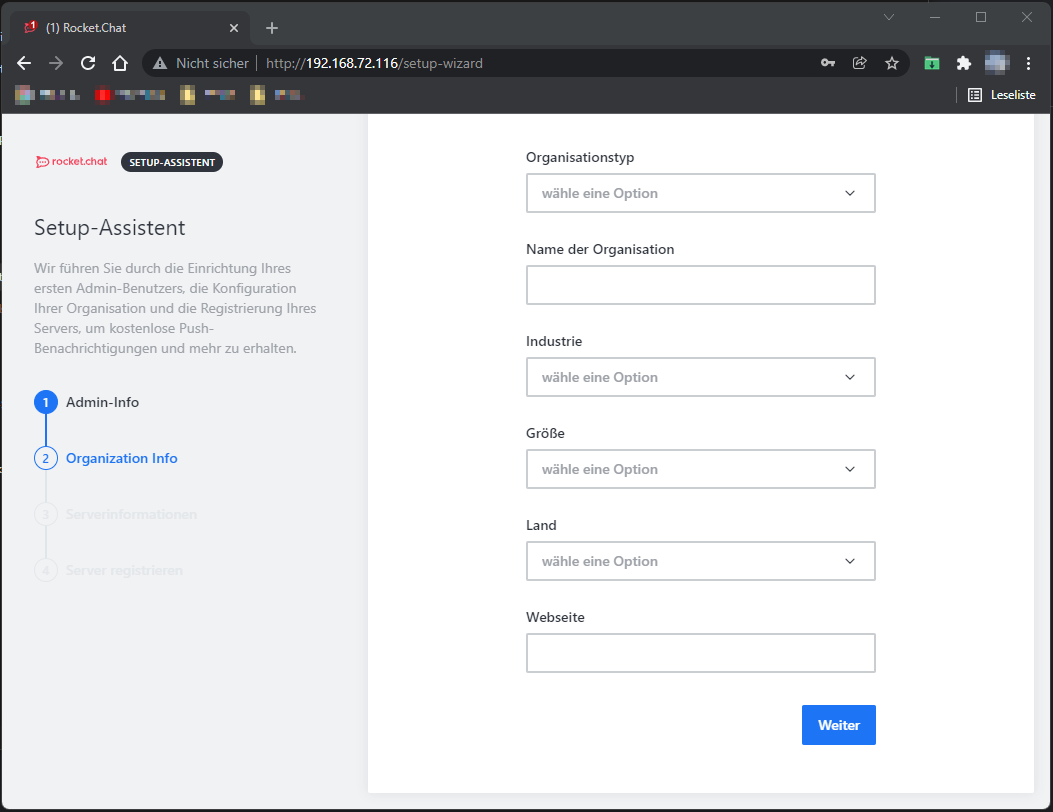 (1) Rocket.Chat
Nicht sicher
http://192.168.72.116/setup-wizard
Leseliste
rocket.chat
SETUP-ASSISTENT
Setup-Assistent
Wir führen Sie durch die Einrichtung Ihres
ersten Admin-Benutzers, die Konfiguration
Ihrer Organisation und die Registrierung Ihres
Servers, um kostenlose Push-
Benachrichtigungen und mehr zu erhalten.
1 Admin-Info
2 Organization Info
3 Serverinformationen
4 Server registrieren
Organisationstyp
wähle eine Option
Name der Organisation
Industrie
wähle eine Option
Größe
wähle eine Option
Land
wähle eine Option
Webseite
Weiter